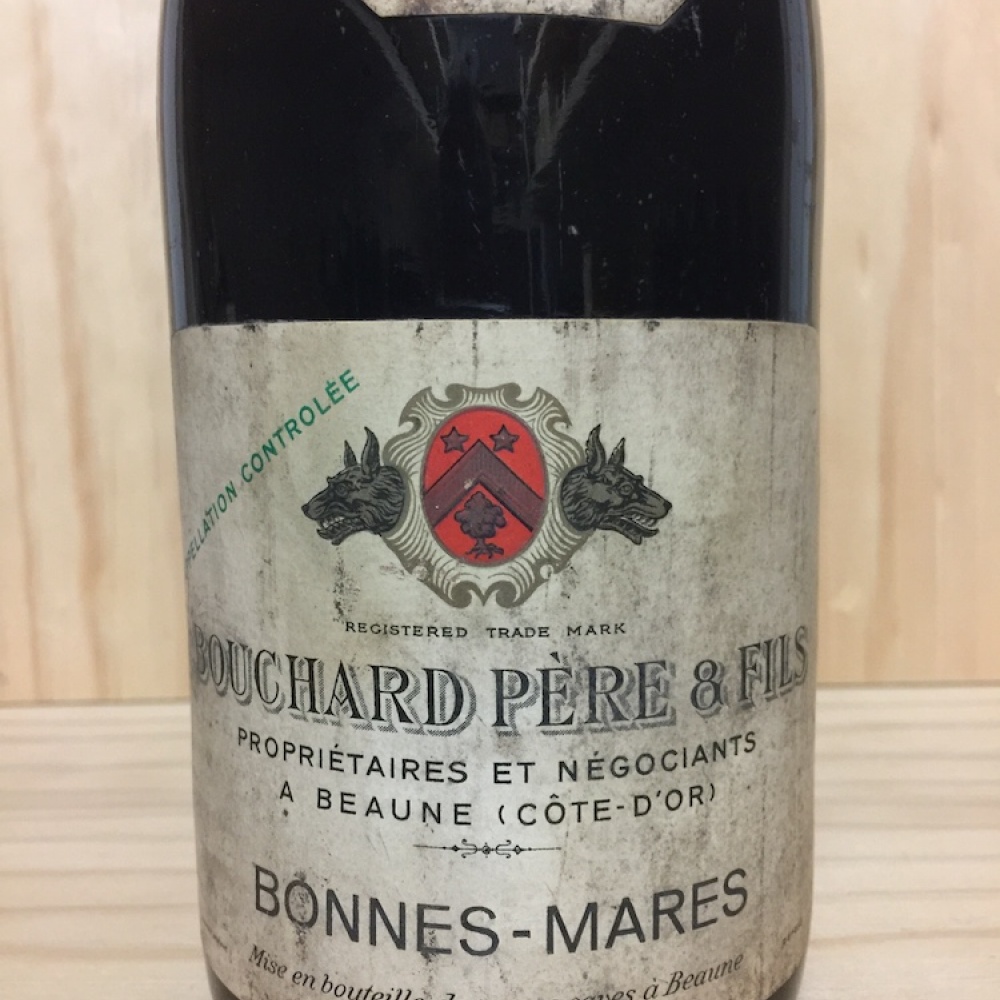 APPELLATION CONTROLÉE
REGISTERED TRADE MARK
BOUCHARD PÈRE & FILS
PROPRIÉTAIRES ET NÉGOCIANTS
A BEAUNE (CÔTE-D'OR)
BONNES-MARES
Mise en bouteille caves à Beaune